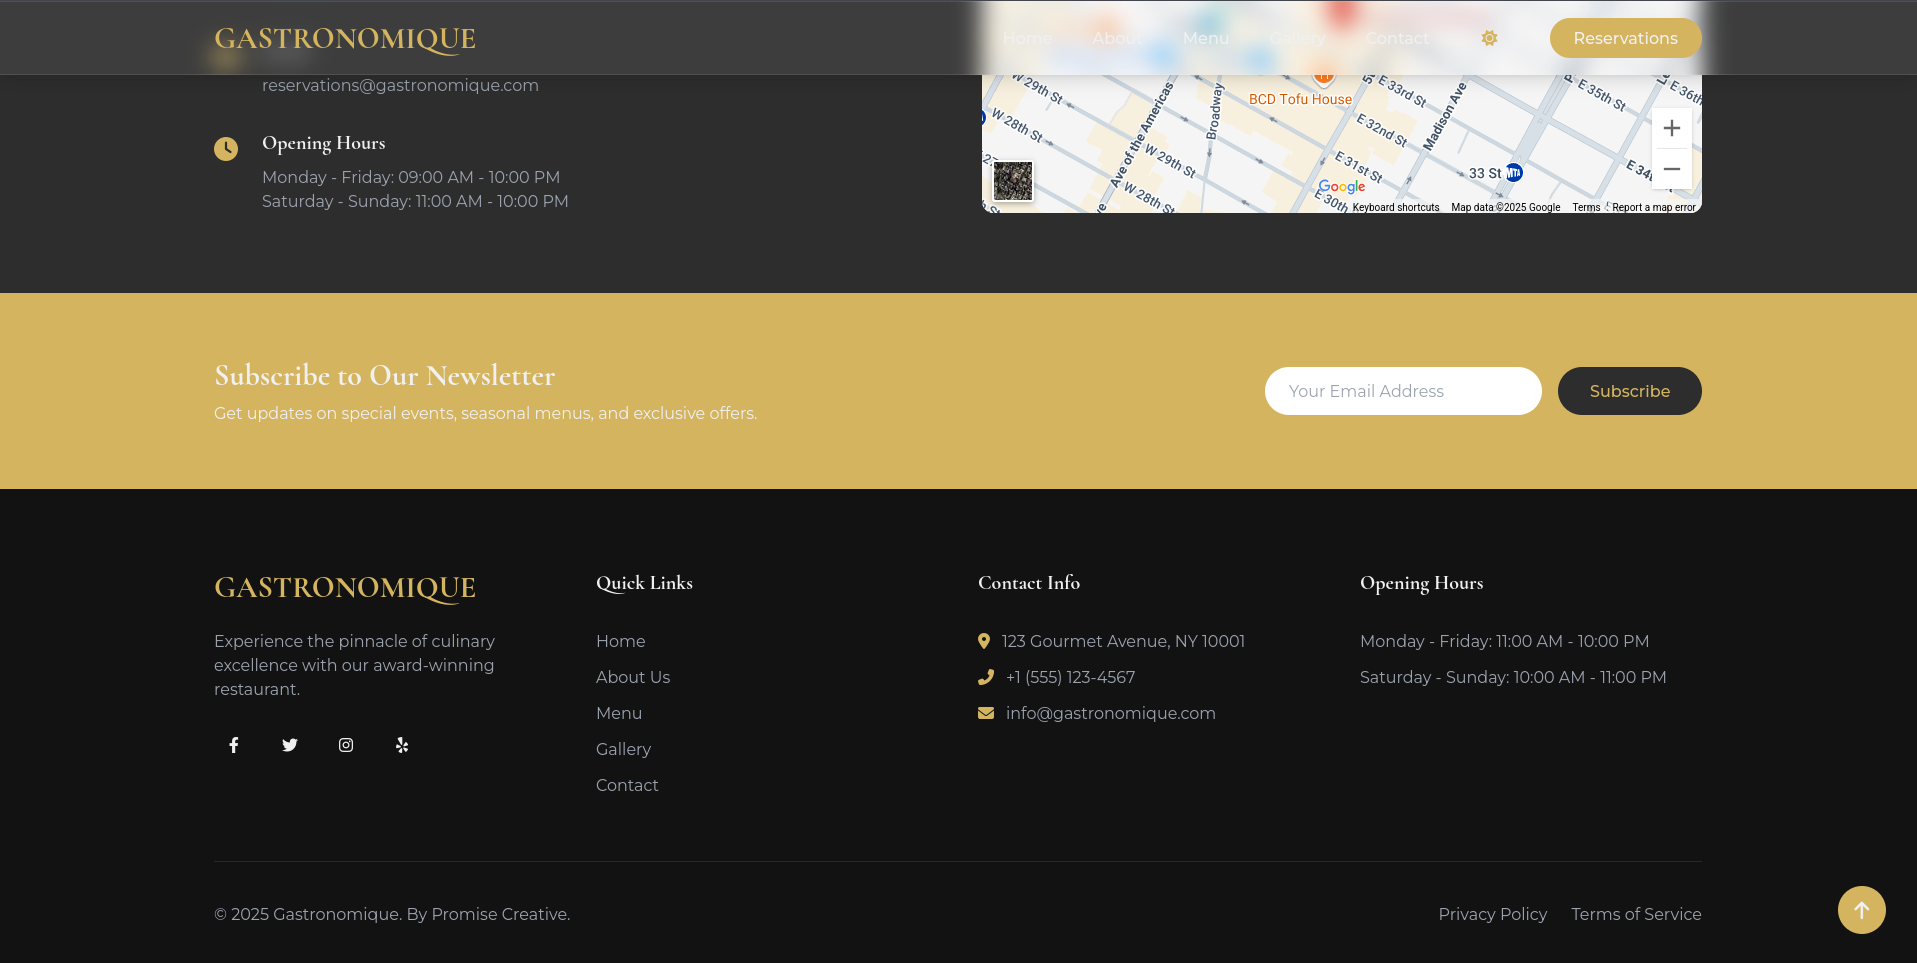 GASTRONOMIQUE
Home About Menu Gallery Contact Reservations
reservations@gastronomique.com
Opening Hours
Monday - Friday: 09:00 AM - 10:00 PM
Saturday - Sunday: 11:00 AM - 10:00 PM
W 29th St
W 28th St
Ave of the Americas
Broadway
BCD Tofu House
E 33rd St
E 32nd St
Madison Ave
E 35th St
W 29th St
W 28th St
E 31st St
E 30th St
33 St
MTA
Google
Keyboard shortcuts Map data ©2025 Google Terms Report a map error
Subscribe to Our Newsletter
Get updates on special events, seasonal menus, and exclusive offers.
Your Email Address
Subscribe
GASTRONOMIQUE
Experience the pinnacle of culinary
excellence with our award-winning
restaurant.
Quick Links
Home
About Us
Menu
Gallery
Contact
Contact Info
123 Gourmet Avenue, NY 10001
+1 (555) 123-4567
info@gastronomique.com
Opening Hours
Monday - Friday: 11:00 AM - 10:00 PM
Saturday - Sunday: 10:00 AM - 11:00 PM
© 2025 Gastronomique. By Promise Creative.
Privacy Policy Terms of Service